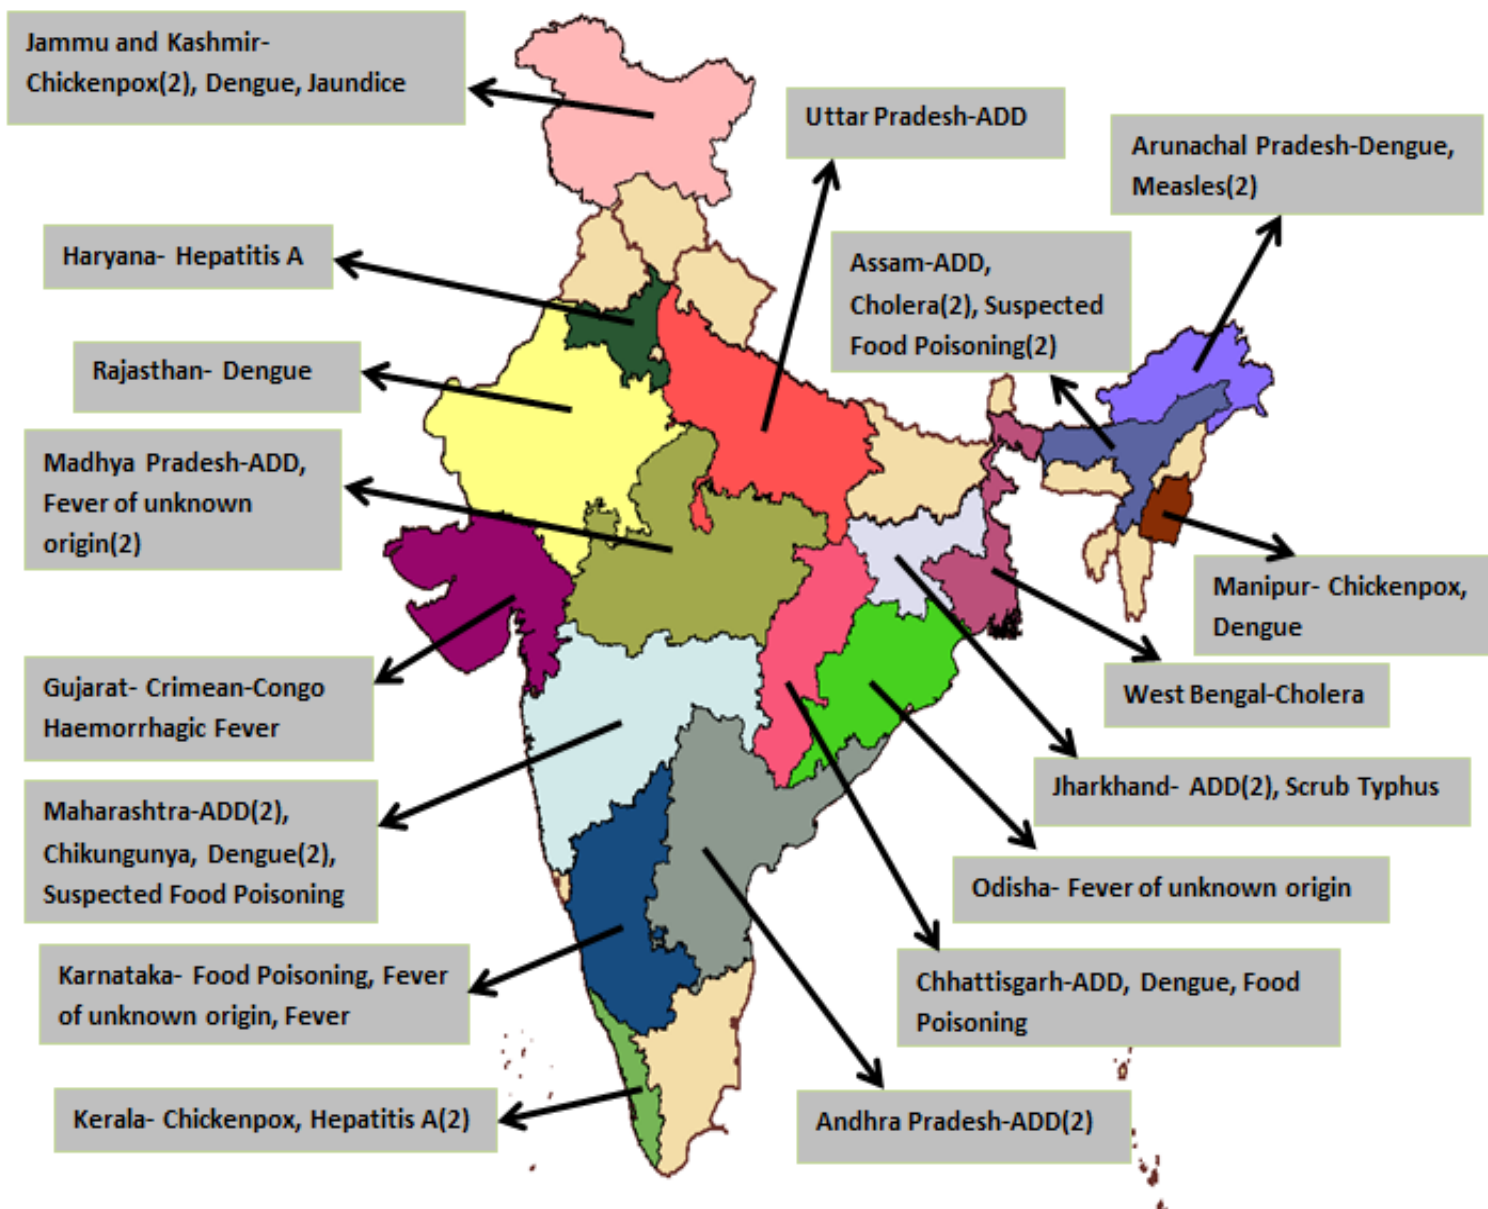 Jammu and Kashmir-
Chickenpox(2), Dengue, Jaundice
Uttar Pradesh-ADD
Arunachal Pradesh-Dengue,
Measles(2)
Haryana- Hepatitis A
Assam-ADD,
Cholera(2), Suspected
Food Poisoning(2)
Rajasthan- Dengue
Madhya Pradesh-ADD,
Fever of unknown
origin(2)
Manipur- Chickenpox,
Dengue
Gujarat- Crimean-Congo
Haemorrhagic Fever
West Bengal-Cholera
Jharkhand- ADD(2), Scrub Typhus
Maharashtra-ADD(2),
Chikungunya, Dengue(2),
Suspected Food Poisoning
Odisha- Fever of unknown origin
Karnataka- Food Poisoning, Fever
of unknown origin, Fever
Chhattisgarh-ADD, Dengue, Food
Poisoning
Kerala- Chickenpox, Hepatitis A(2)
Andhra Pradesh-ADD(2)